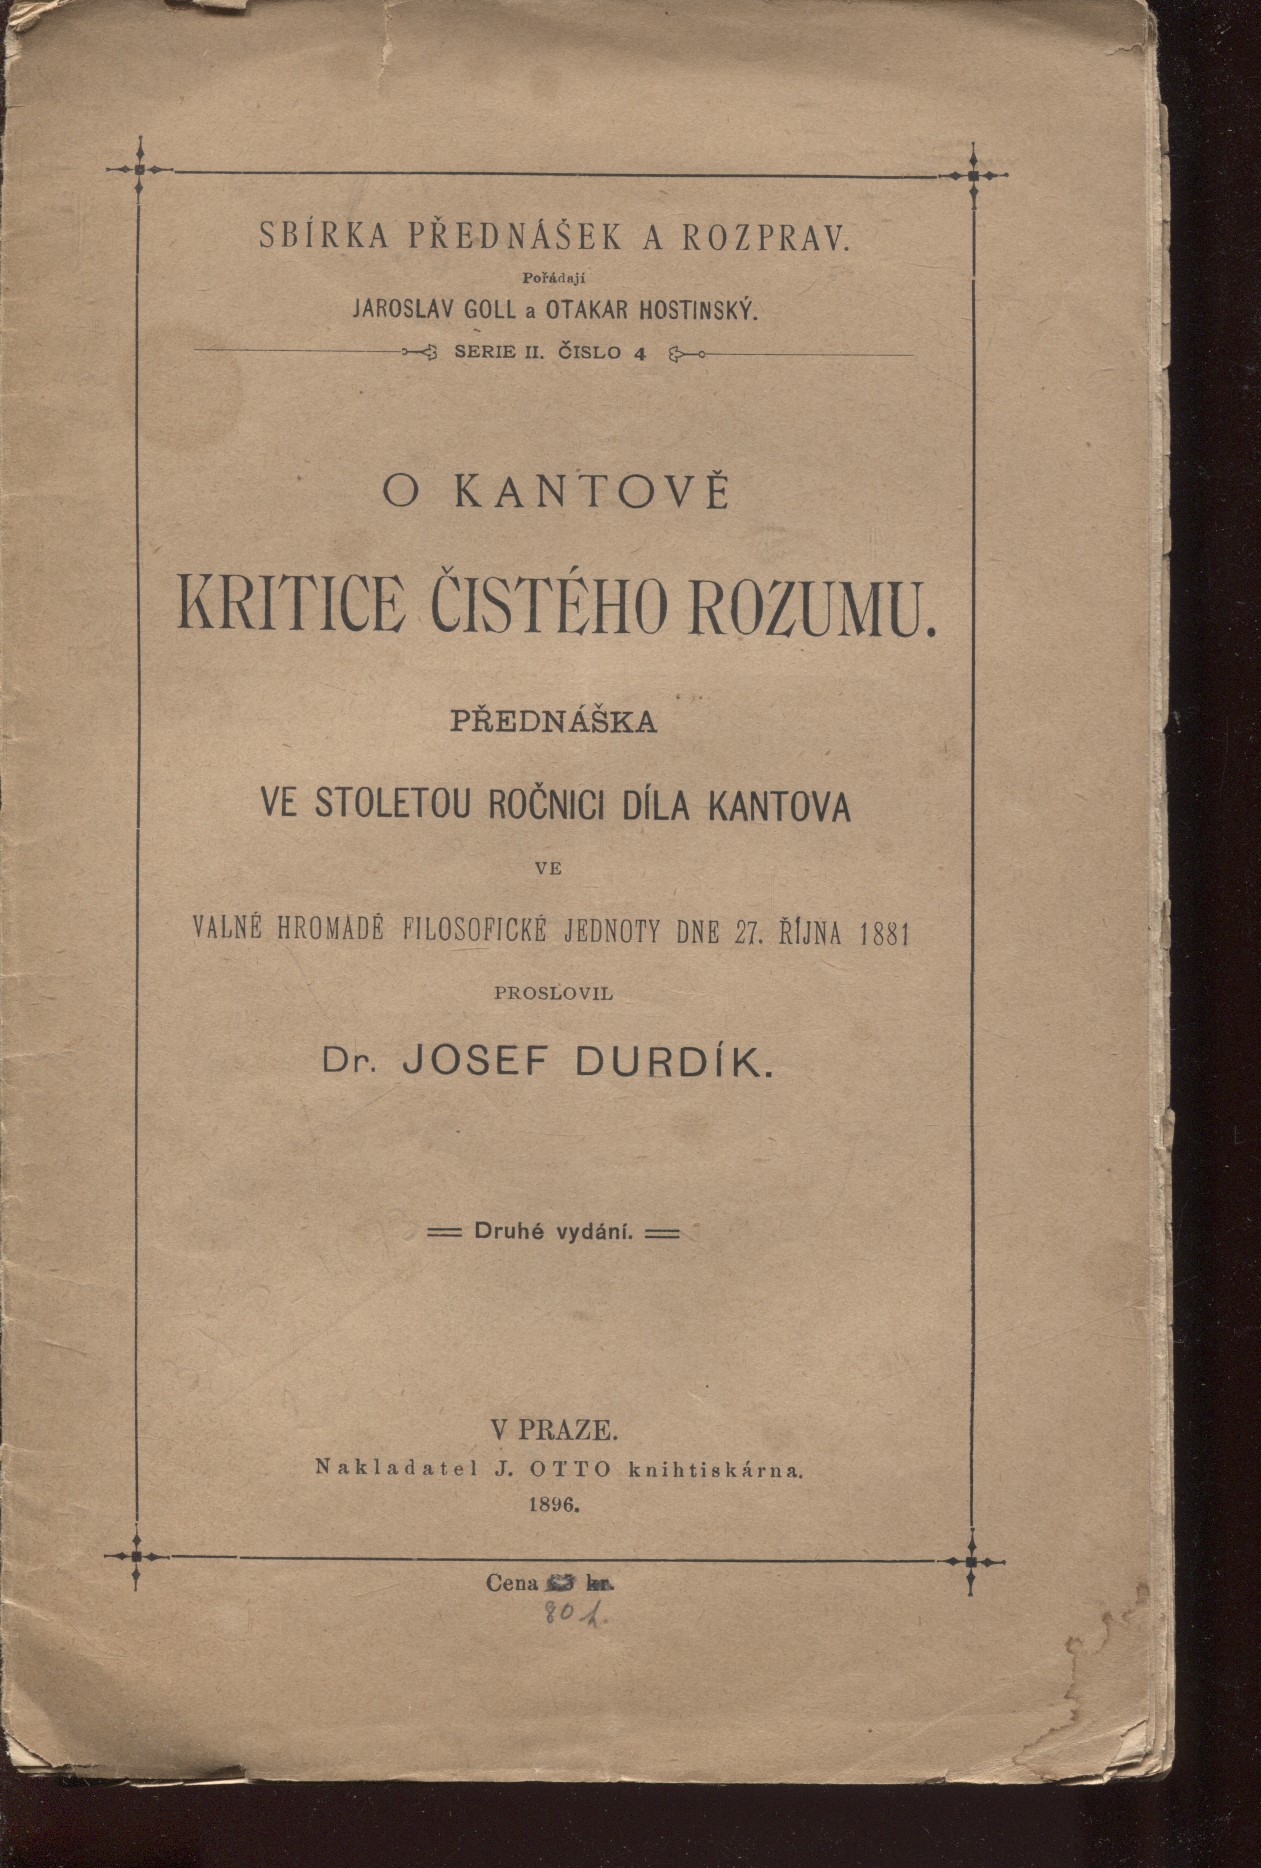 SBÍRKA PŘEDNÁŠEK A ROZPRAV.
Pořádají
JAROSLAV GOLL a OTAKAR HOSTINSKÝ.
SERIE II. ČISLO 4
O KANTOVĚ
KRITICE ČISTÉHO ROZUMU.
PŘEDNÁŠKA
VE STOLETOU ROČNICI DÍLA KANTOVA
VE
VALNÉ HROMADĚ FILOSOFICKÉ JEDNOTY DNE 27. ŘÍJNA 1881
PROSLOVIL
Dr. JOSEF DURDÍK.
Druhé vydání.
V PRAZE.
Nakladatel J. OTTO knihtiskárna.
1896.
Cena kr.
80 h.